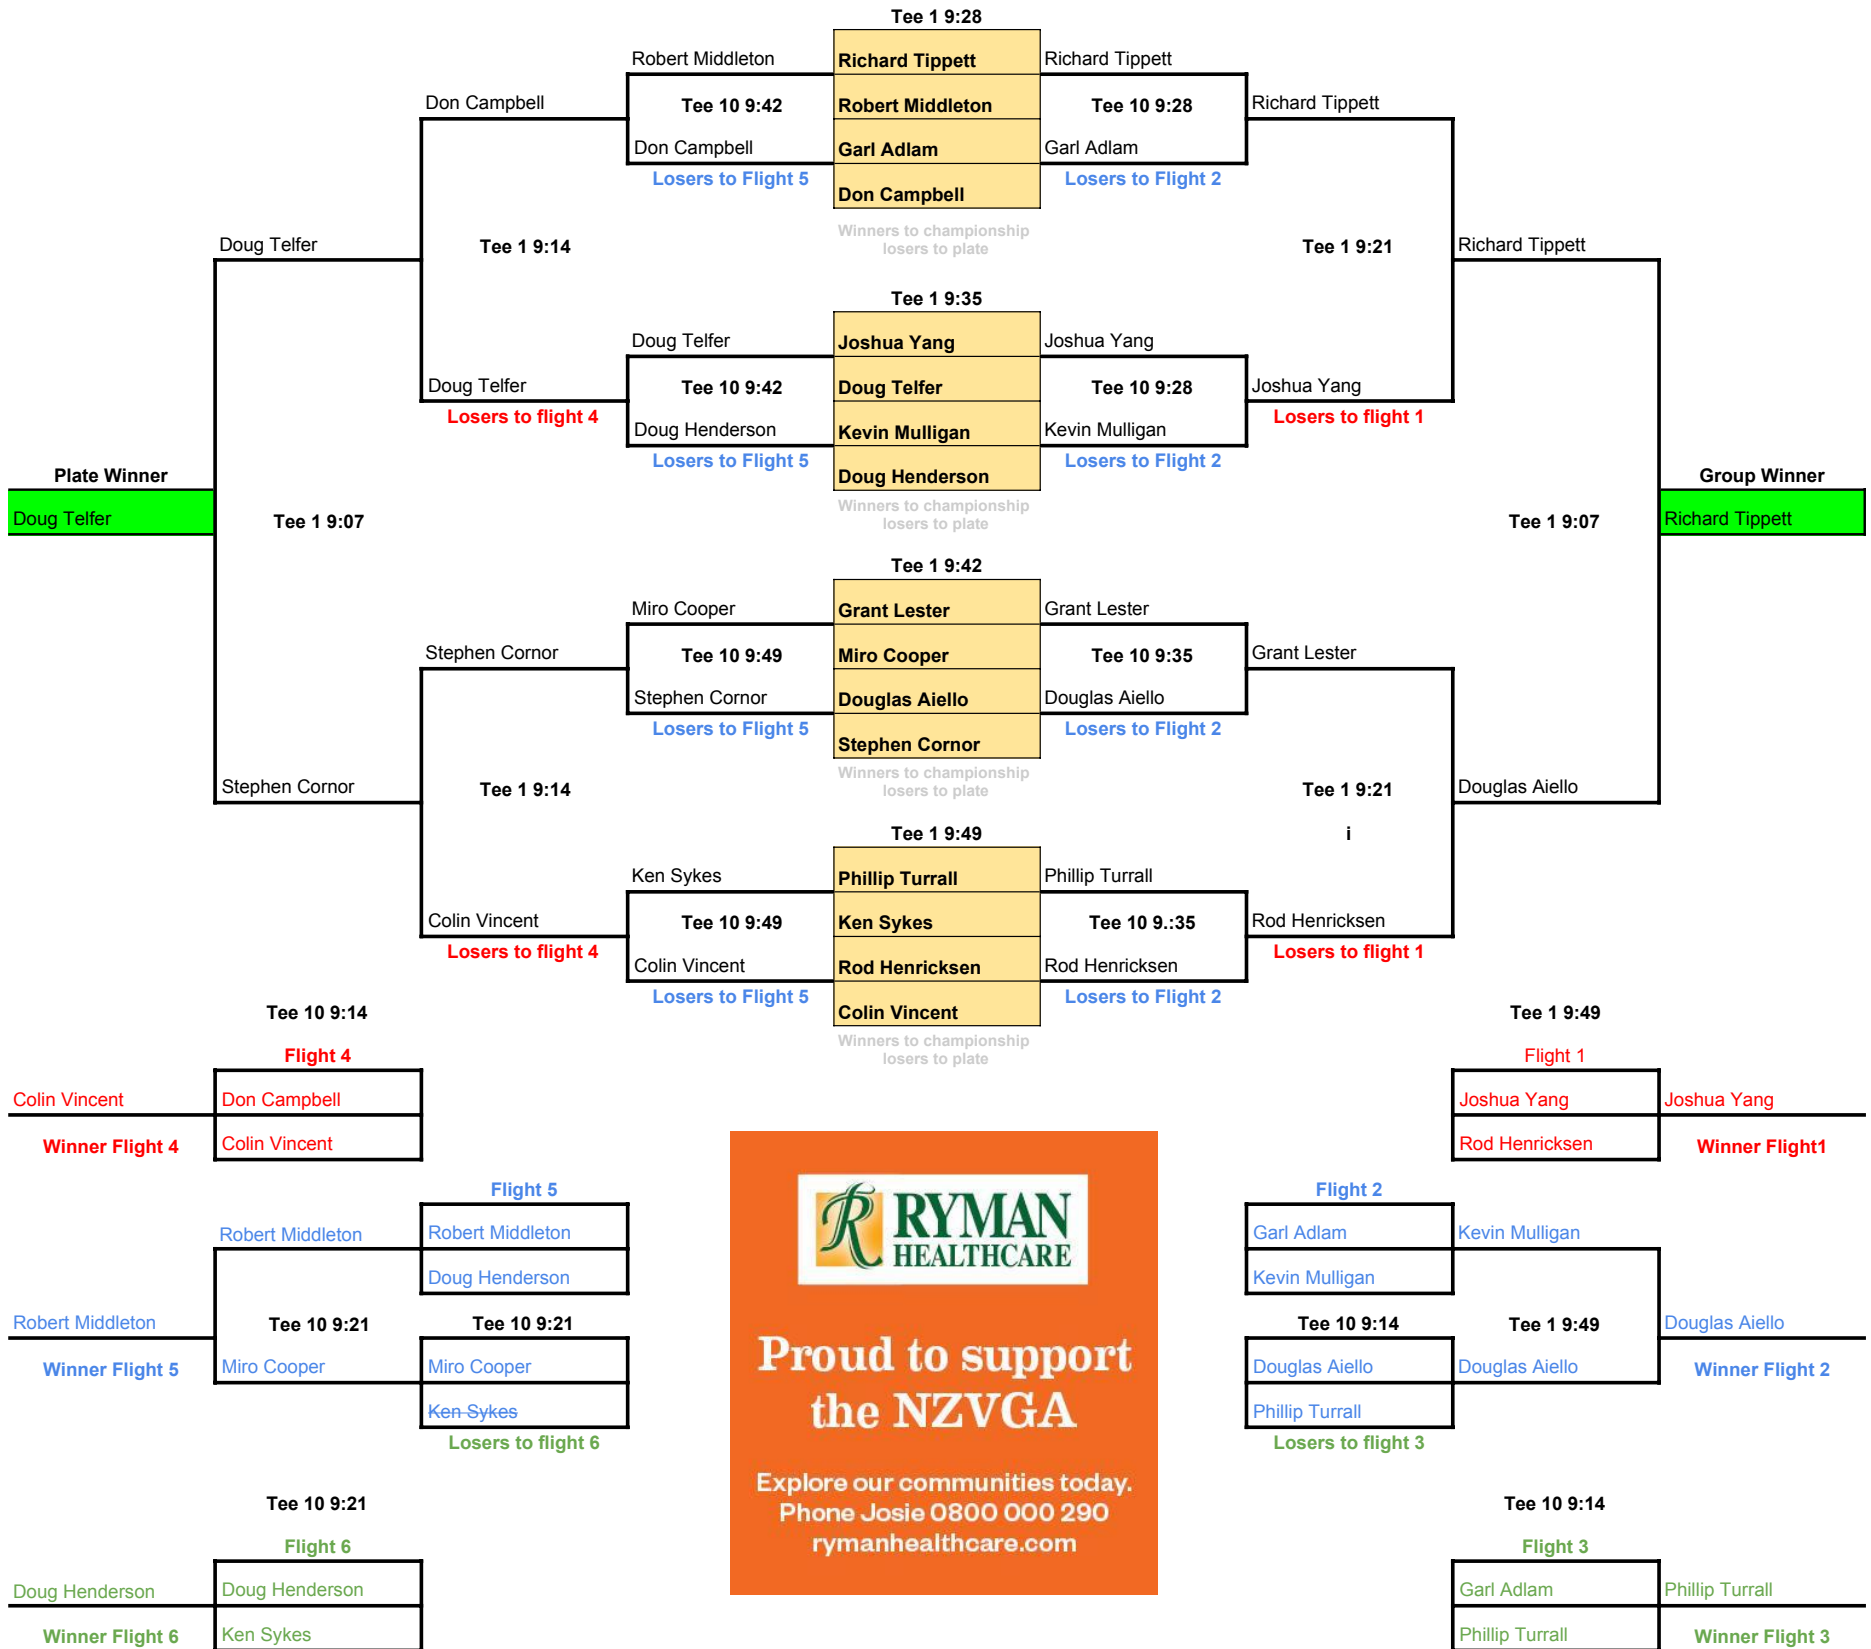 Tee 1 9:28
Robert Middleton Richard Tippett Richard Tippett
Don Campbell Tee 10 9:42 Robert Middleton Tee 10 9:28 Richard Tippett
Don Campbell Garl Adlam Garl Adlam
Losers to Flight 5 Don Campbell Losers to Flight 2
Winners to championship
losers to plate
Doug Telfer Tee 1 9:14 Tee 1 9:21 Richard Tippett
Tee 1 9:35
Doug Telfer Joshua Yang Joshua Yang
Doug Telfer Tee 10 9:42 Doug Telfer Tee 10 9:28 Joshua Yang
Losers to flight 4 Doug Henderson Kevin Mulligan Kevin Mulligan Losers to flight 1
Losers to Flight 5 Doug Henderson Losers to Flight 2
Plate Winner Group Winner
Winners to championship
losers to plate
Doug Telfer Tee 1 9:07 Tee 1 9:07 Richard Tippett
Tee 1 9:42
Miro Cooper Grant Lester Grant Lester
Stephen Cornor Tee 10 9:49 Miro Cooper Tee 10 9:35 Grant Lester
Stephen Cornor Douglas Aiello Douglas Aiello
Losers to Flight 5 Stephen Cornor Losers to Flight 2
Winners to championship
losers to plate
Stephen Cornor Tee 1 9:14 Tee 1 9:21 Douglas Aiello
Tee 1 9:49 i
Ken Sykes Phillip Turrall Phillip Turrall
Colin Vincent Tee 10 9:49 Ken Sykes Tee 10 9.:35 Rod Henricksen
Losers to flight 4 Colin Vincent Rod Henricksen Rod Henricksen Losers to flight 1
Losers to Flight 5 Colin Vincent Losers to Flight 2
Winners to championship
losers to plate
Tee 10 9:14 Tee 1 9:49
Flight 4 Flight 1
Colin Vincent Don Campbell Joshua Yang Joshua Yang
Winner Flight 4 Colin Vincent Rod Henricksen Winner Flight1
Flight 5 Flight 2
Robert Middleton Robert Middleton Garl Adlam Kevin Mulligan
Doug Henderson Kevin Mulligan
Robert Middleton Tee 10 9:21 Tee 10 9:21 Tee 10 9:14 Tee 1 9:49 Douglas Aiello
Winner Flight 5 Miro Cooper Miro Cooper Douglas Aiello Douglas Aiello Winner Flight 2
Ken Sykes Phillip Turrall
Losers to flight 6 Losers to flight 3
R RYMAN
HEALTHCARE
Proud to support
the NZVGA
Explore our communities today.
Phone Josie 0800 000 290
rymanhealthcare.com
Tee 10 9:21 Tee 10 9:14
Flight 6 Flight 3
Doug Henderson Doug Henderson Garl Adlam Phillip Turrall
Winner Flight 6 Ken Sykes Phillip Turrall Winner Flight 3